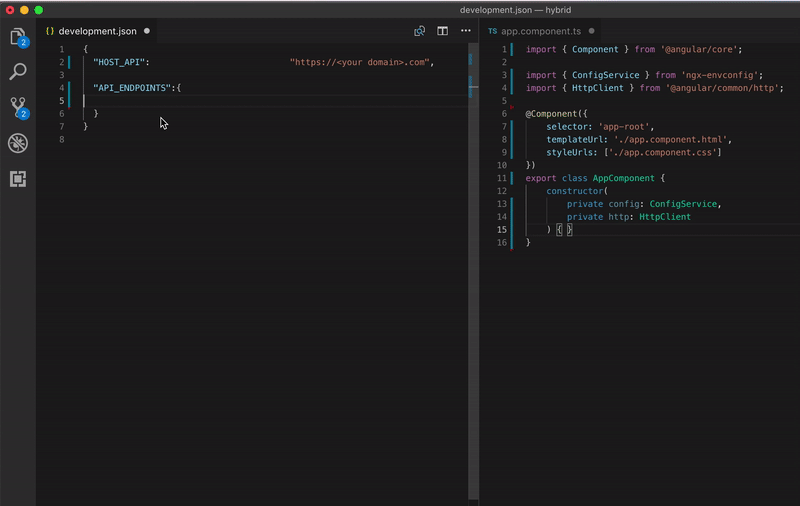 development.json — hybrid
{} development.json
TS app.component.ts
2
2
1 {
2 "HOST_API": "https://<your domain>.com",
3
4 "API_ENDPOINTS":{
5
6 }
7 }
8
1 import { Component } from '@angular/core';
2
3 import { ConfigService } from 'ngx-envconfig';
4 import { HttpClient } from '@angular/common/http';
5
6 @Component({
7 selector: 'app-root',
8 templateUrl: './app.component.html',
9 styleUrls: ['./app.component.css']
10 })
11 export class AppComponent {
12 constructor(
13 private config: ConfigService,
14 private http: HttpClient
15 ) { }
16 }